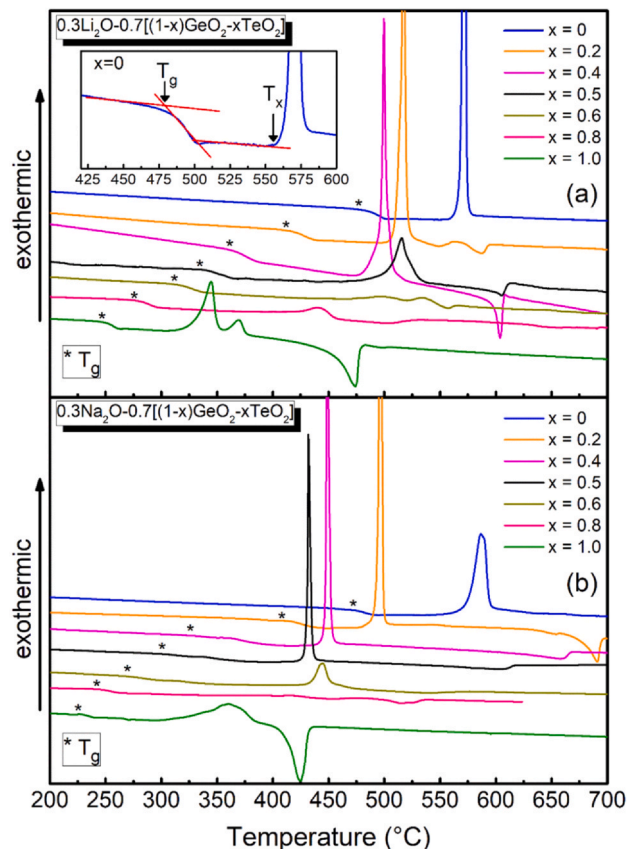 0.3Li₂O-0.7[(1-x)GeO₂-xTeO₂]
x=0
Tg
Tx
425 450 475 500 525 550 575 600
x = 0
x = 0.2
x = 0.4
x = 0.5
x = 0.6
x = 0.8
x = 1.0
(a)
exothermic
* Tg
0.3Na₂O-0.7[(1-x)GeO₂-xTeO₂]
x = 0
x = 0.2
x = 0.4
x = 0.5
x = 0.6
x = 0.8
x = 1.0
(b)
exothermic
* Tg
200 250 300 350 400 450 500 550 600 650 700
Temperature (°C)